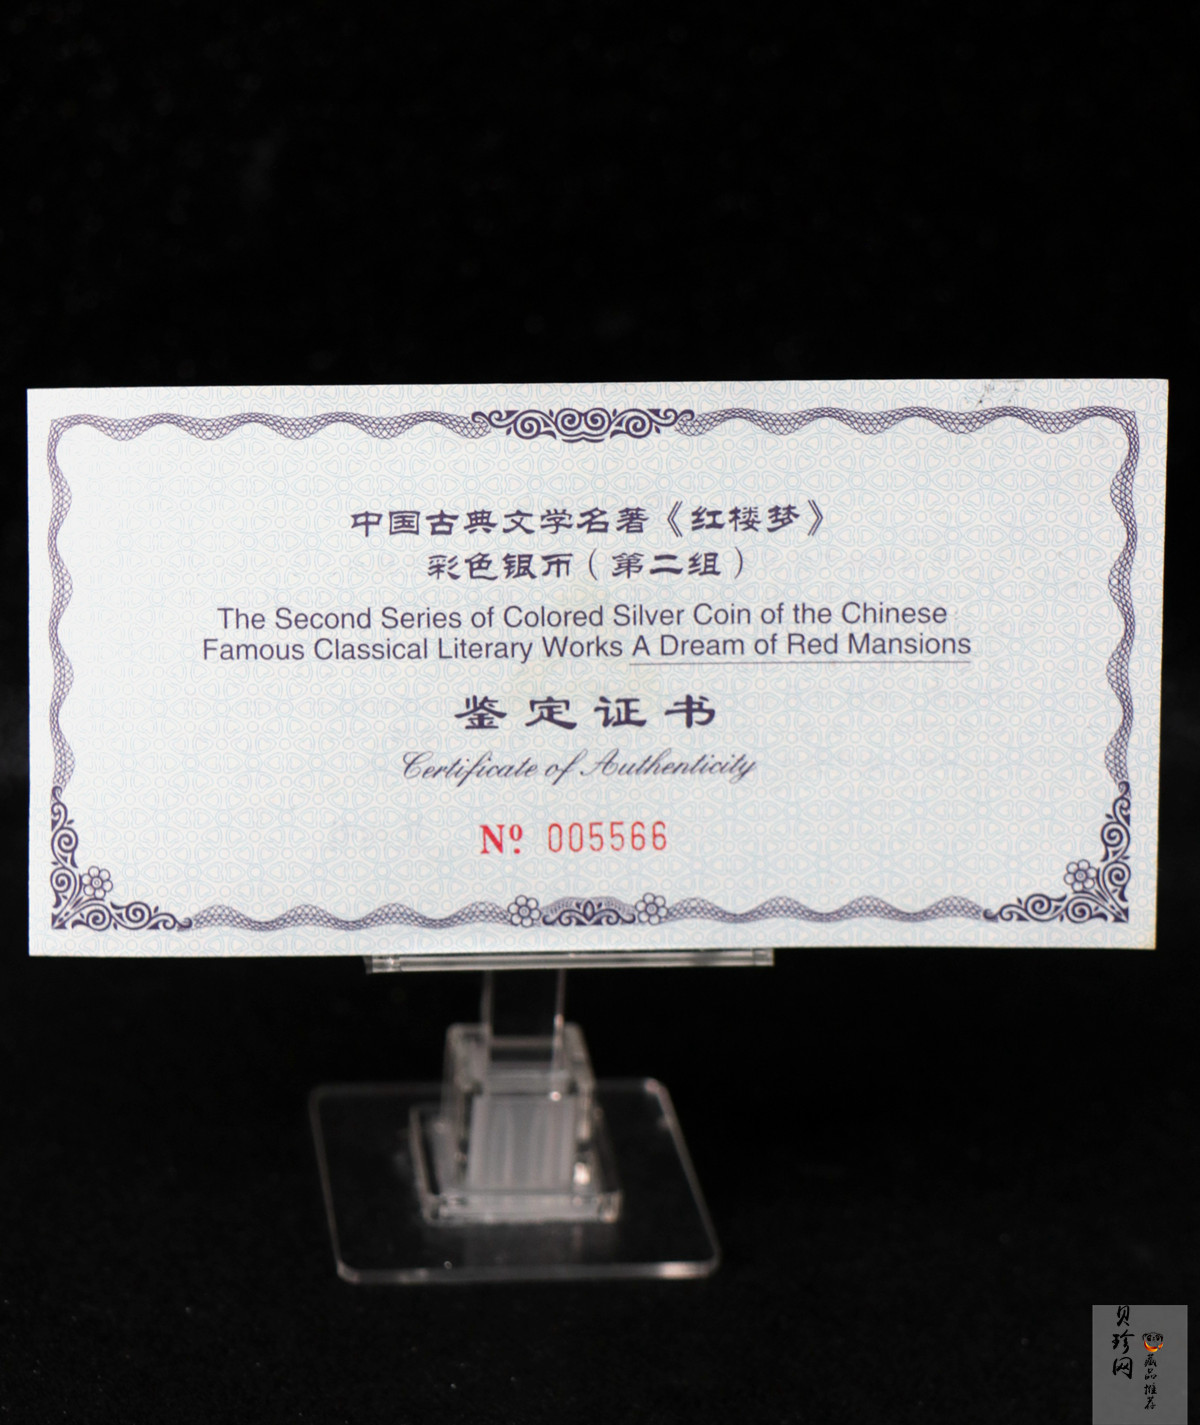 中国古典文学名著《红楼梦》
彩色银币（第二组）
The Second Series of Colored Silver Coin of the Chinese
Famous Classical Literary Works A Dream of Red Mansions
鉴定证书
Certificate of Authenticity
Nº 005566
贝珍网
藏品推荐